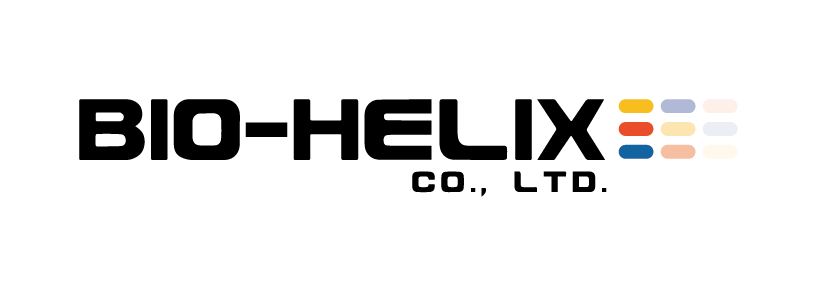 BIO-HELIX
CO., LTD.